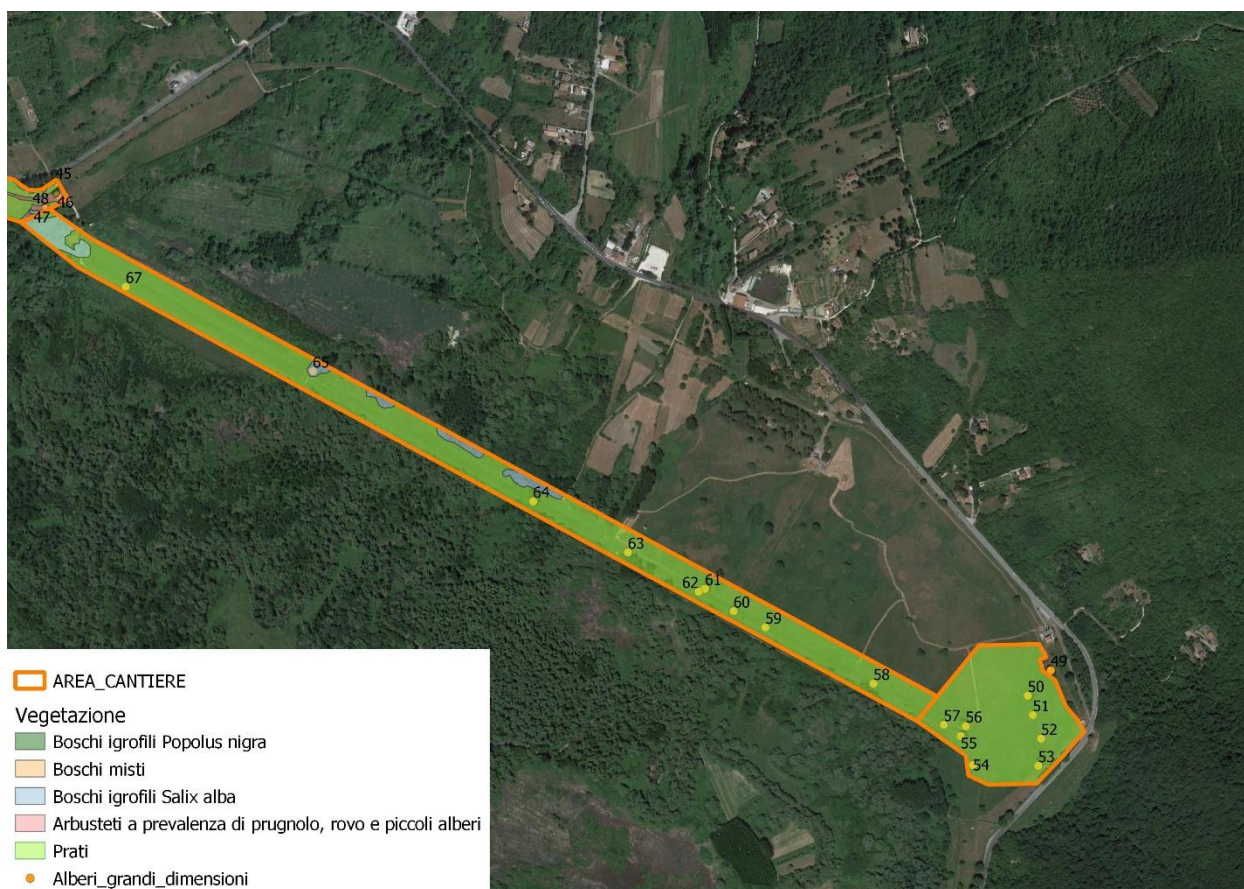 45
48
46
47
67
65
64
63
62
61
60
59
58
49
50
51
57
56
52
55
54
53
AREA_CANTIERE
Vegetazione
Boschi igrofili Popolus nigra
Boschi misti
Boschi igrofili Salix alba
Arbusteti a prevalenza di prugnolo, rovo e piccoli alberi
Prati
Alberi_grandi_dimensioni